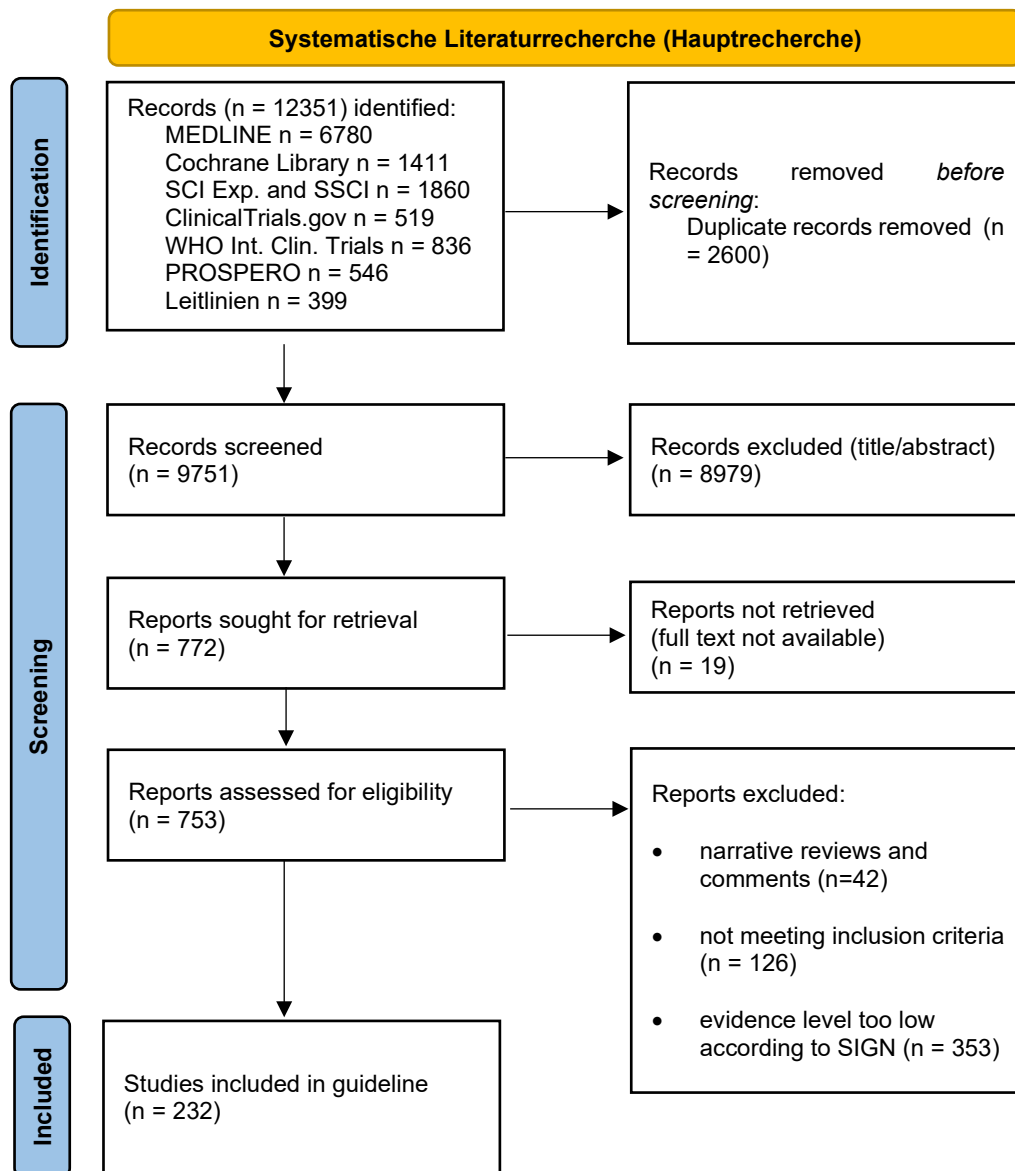 Systematische Literaturrecherche (Hauptrecherche)
Identification
Records (n = 12351) identified:
MEDLINE n = 6780
Cochrane Library n = 1411
SCI Exp. and SSCI n = 1860
ClinicalTrials.gov n = 519
WHO Int. Clin. Trials n = 836
PROSPERO n = 546
Leitlinien n = 399
Records removed before
screening:
Duplicate records removed (n
= 2600)
Screening
Records screened
(n = 9751)
Records excluded (title/abstract)
(n = 8979)
Reports sought for retrieval
(n = 772)
Reports not retrieved
(full text not available)
(n = 19)
Reports assessed for eligibility
(n = 753)
Reports excluded:
• narrative reviews and
comments (n=42)
• not meeting inclusion criteria
(n = 126)
• evidence level too low
according to SIGN (n = 353)
Included
Studies included in guideline
(n = 232)